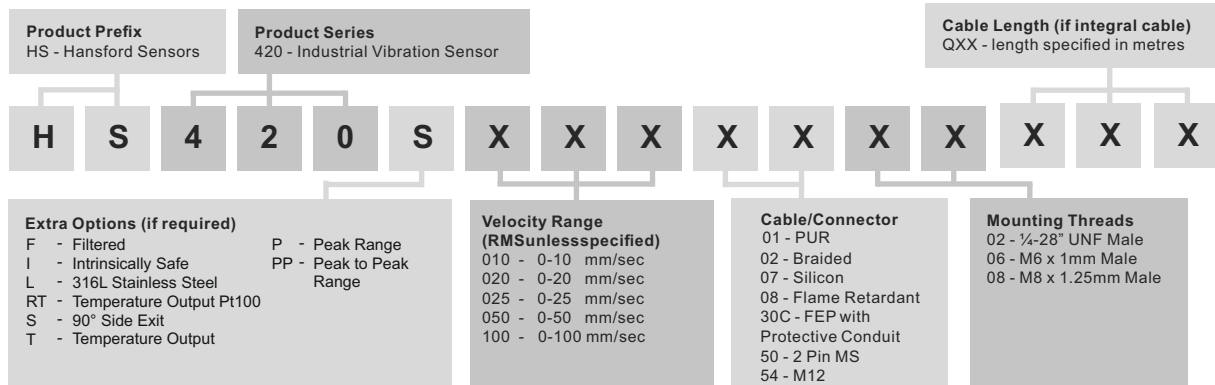 Product Prefix
HS - Hansford Sensors
Product Series
420 - Industrial Vibration Sensor
Cable Length (if integral cable)
QXX - length specified in metres
H S 4 2 0 S X X X X X X X X X X
Extra Options (if required)
F - Filtered
I - Intrinsically Safe
L - 316L Stainless Steel
RT - Temperature Output Pt100
S - 90° Side Exit
T - Temperature Output
P - Peak Range
PP - Peak to Peak
Range
Velocity Range
(RMSunlessspecified)
010 - 0-10 mm/sec
020 - 0-20 mm/sec
025 - 0-25 mm/sec
050 - 0-50 mm/sec
100 - 0-100 mm/sec
Cable/Connector
01 - PUR
02 - Braided
07 - Silicon
08 - Flame Retardant
30C - FEP with
Protective Conduit
50 - 2 Pin MS
54 - M12
Mounting Threads
02 - ¼-28" UNF Male
06 - M6 x 1mm Male
08 - M8 x 1.25mm Male